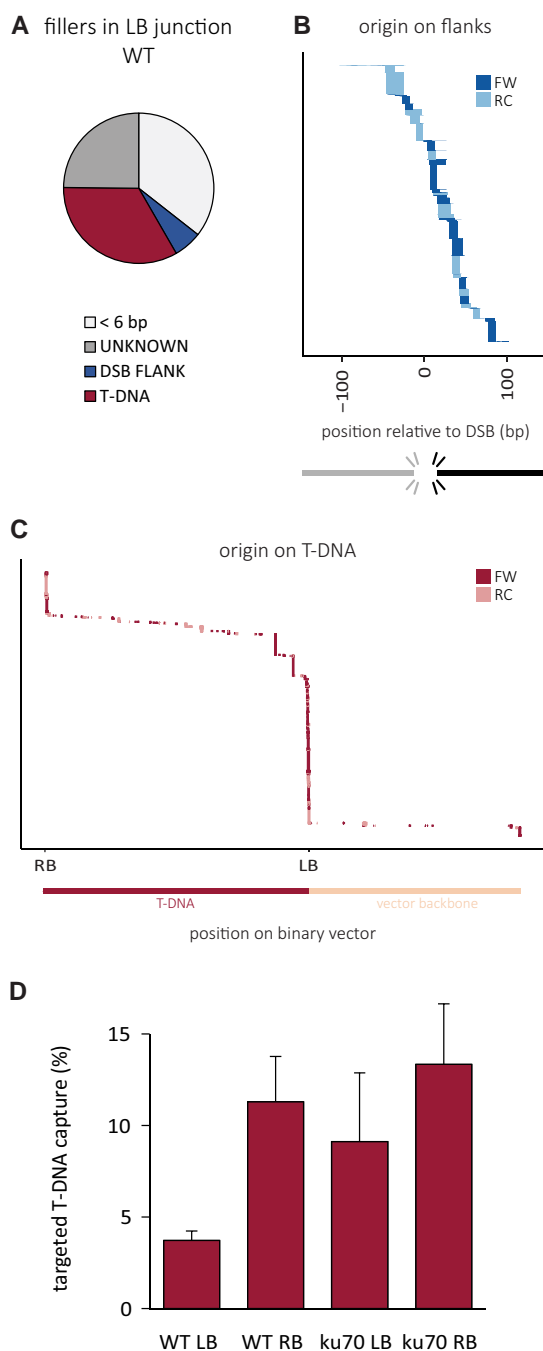 A
fillers in LB junction
WT
< 6 bp
UNKNOWN
DSB FLANK
T-DNA
B
origin on flanks
FW
RC
−100
0
100
position relative to DSB (bp)
C
origin on T-DNA
FW
RC
RB
LB
T-DNA
vector backbone
position on binary vector
D
targeted T-DNA capture (%)
15
10
5
0
WT LB
WT RB
ku70 LB
ku70 RB